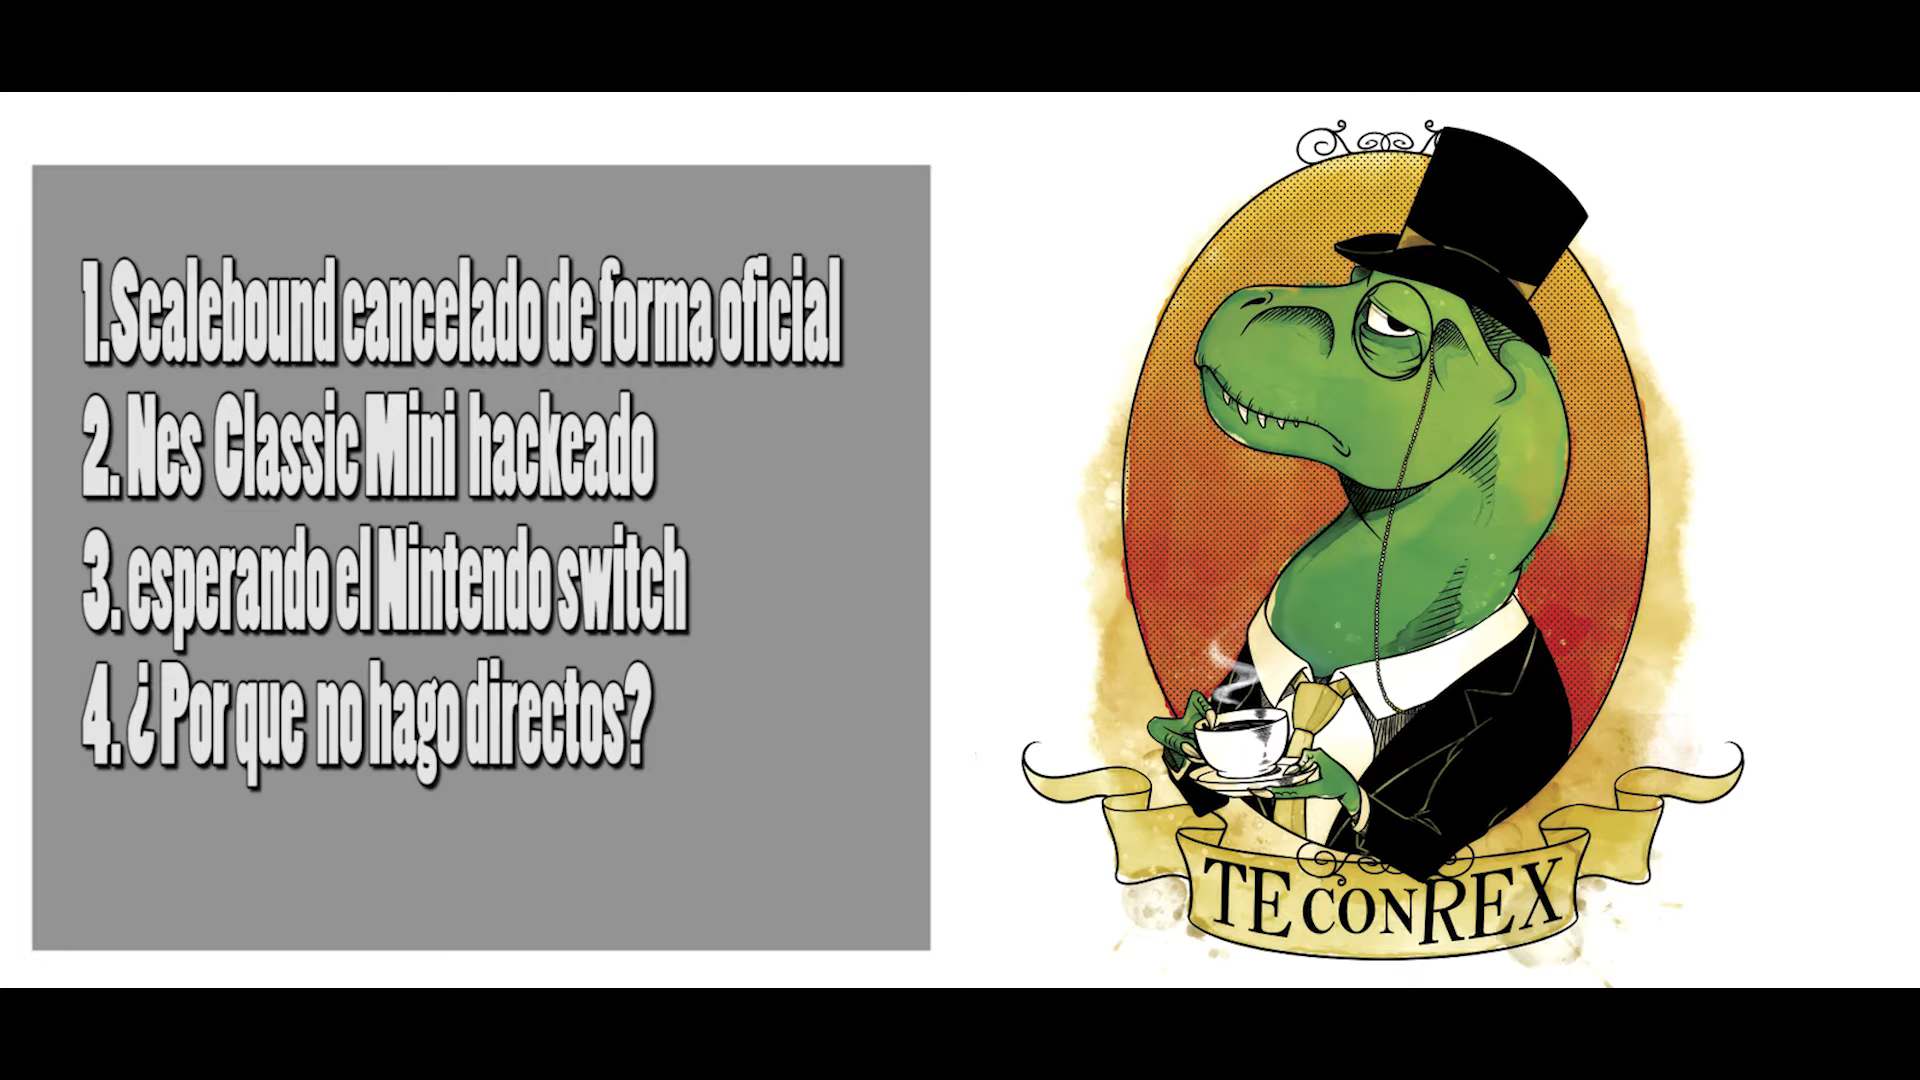 1.Scalebound cancelado de forma oficial
2. Nes Classic Mini hackeado
3. esperando el Nintendo switch
4. ¿Por que no hago directos?
TE CON REX